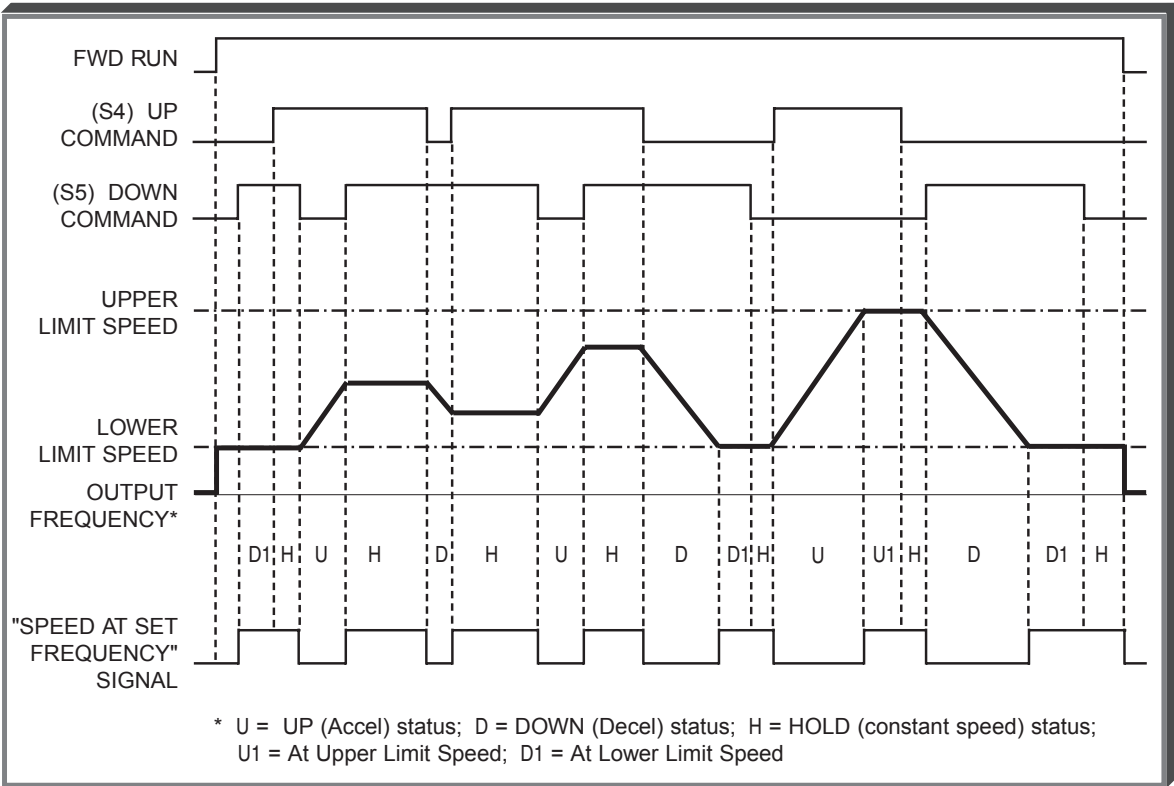 FWD RUN
(S4) UP
COMMAND
(S5) DOWN
COMMAND
UPPER
LIMIT SPEED
LOWER
LIMIT SPEED
OUTPUT
FREQUENCY*
D1 H U H D H U H D D1 H U U1 H D D1 H
"SPEED AT SET
FREQUENCY"
SIGNAL
* U = UP (Accel) status; D = DOWN (Decel) status; H = HOLD (constant speed) status;
U1 = At Upper Limit Speed; D1 = At Lower Limit Speed